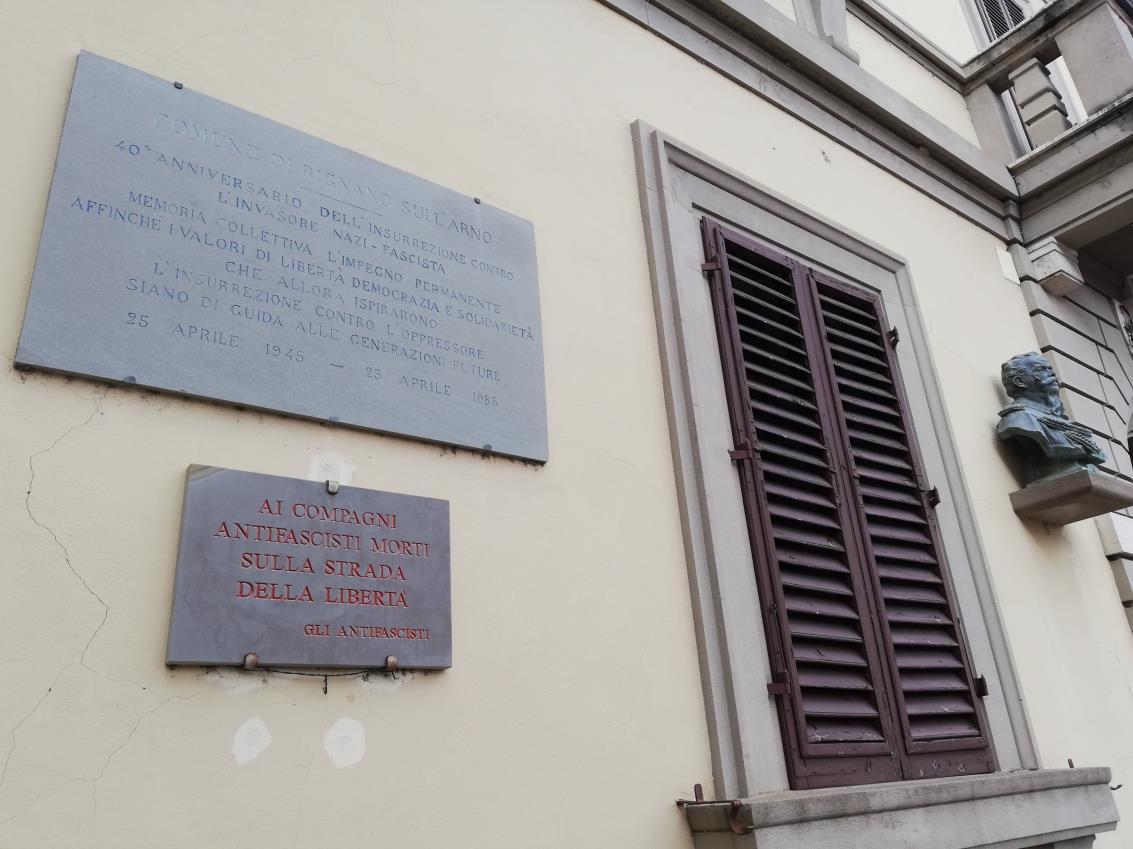 COMUNE DI RIGNANO SULL'ARNO
40° ANNIVERSARIO DELL'INSURREZIONE CONTRO
L'INVASORE NAZI-FASCISTA
MEMORIA COLLETTIVA L'IMPEGNO PERMANENTE
AFFINCHÈ I VALORI DI LIBERTÀ DEMOCRAZIA E SOLIDARIETÀ
CHE ALLORA ISPIRARONO
L'INSURREZIONE CONTRO L'OPPRESSORE
SIANO DI GUIDA ALLE GENERAZIONI FUTURE
25 APRILE 1945 – 25 APRILE 1985
AI COMPAGNI
ANTIFASCISTI MORTI
SULLA STRADA
DELLA LIBERTÀ
GLI ANTIFASCISTI